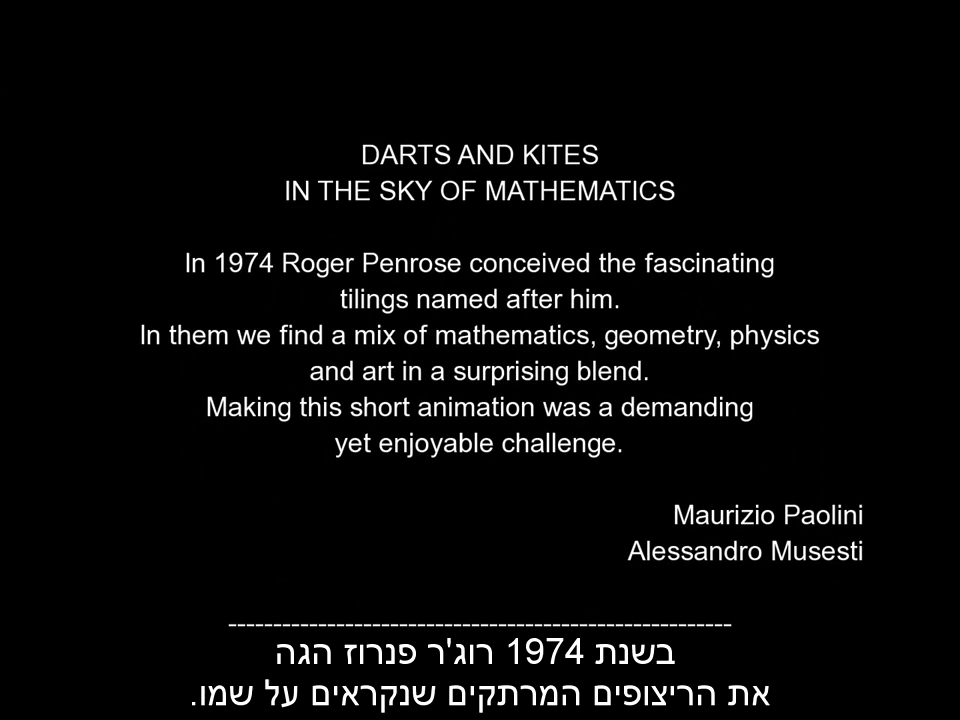 DARTS AND KITES
IN THE SKY OF MATHEMATICS
In 1974 Roger Penrose conceived the fascinating
tilings named after him.
In them we find a mix of mathematics, geometry, physics
and art in a surprising blend.
Making this short animation was a demanding
yet enjoyable challenge.
Maurizio Paolini
Alessandro Musesti
--------------------------------------------------------
בשנת 1974 רוג'ר פנרוז הגה
את הריצופים המרתקים שנקראים על שמו.